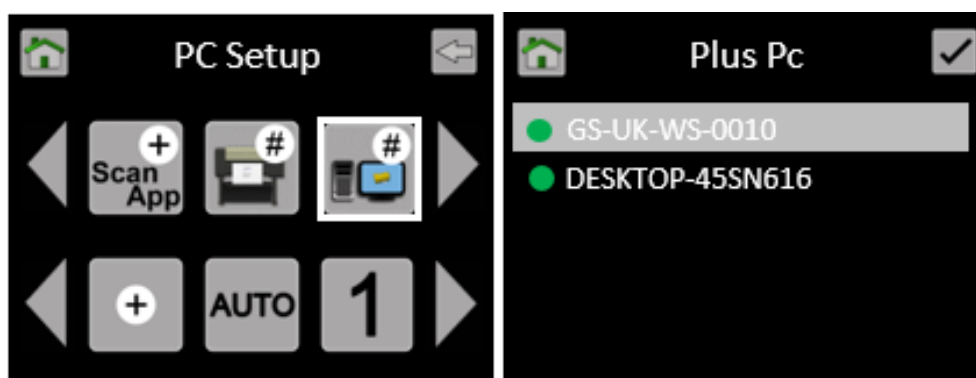 PC Setup
+
Scan
App
#
#
+
AUTO
1
Plus Pc
GS-UK-WS-0010
DESKTOP-45SN616